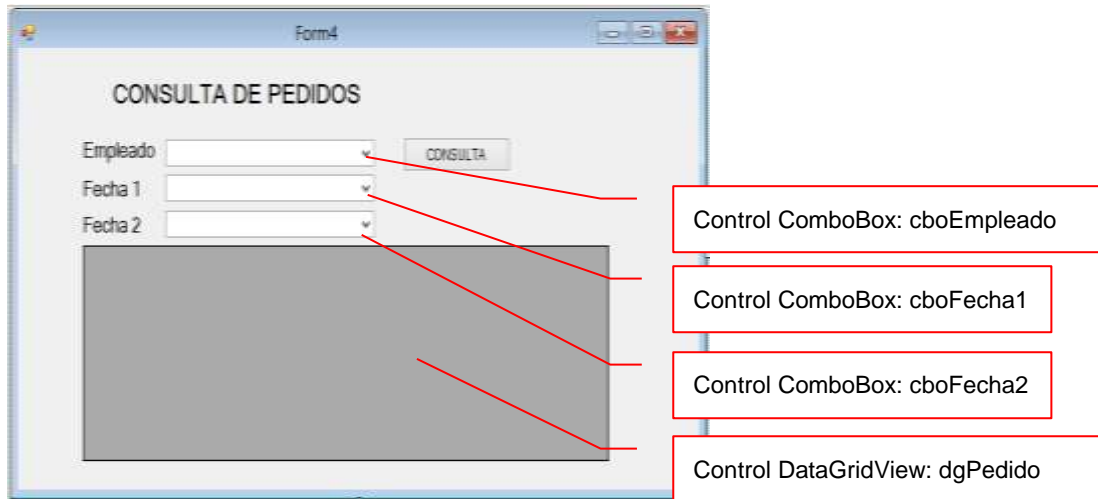 Form4
CONSULTA DE PEDIDOS
Empleado
CONSULTA
Fecha 1
Fecha 2
Control ComboBox: cboEmpleado
Control ComboBox: cboFecha1
Control ComboBox: cboFecha2
Control DataGridView: dgPedido